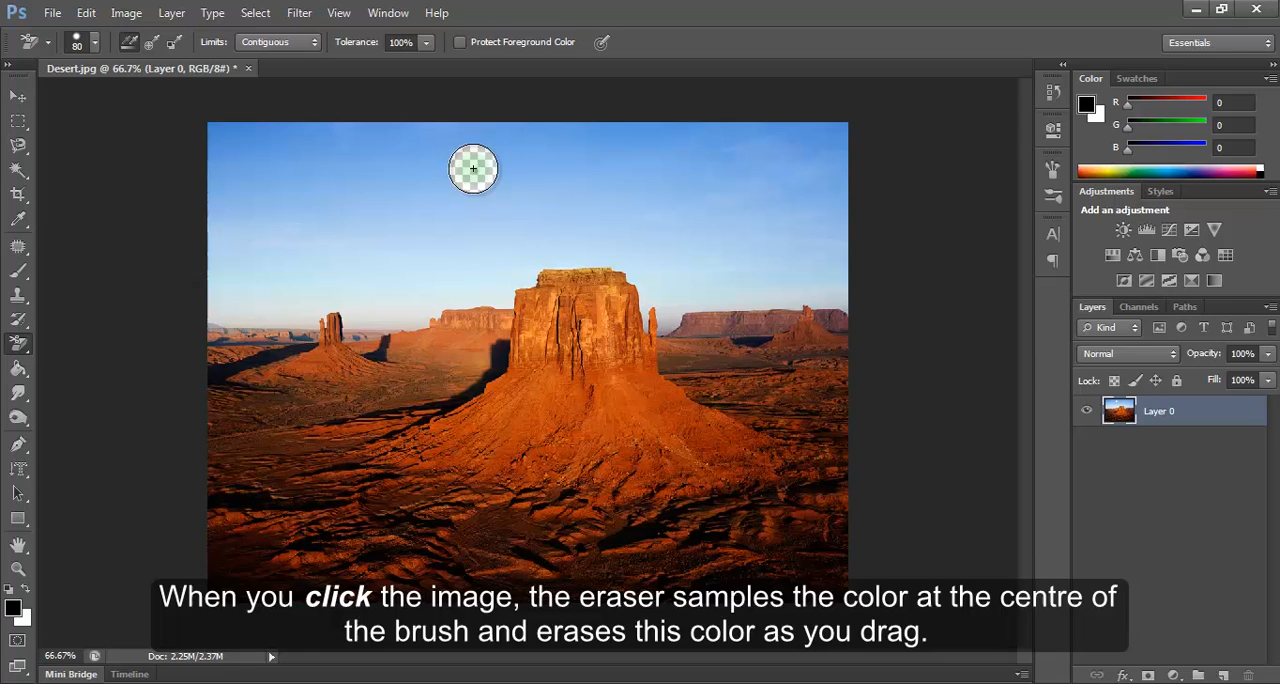 Ps File Edit Image Layer Type Select Filter View Window Help
80 Limits: Contiguous Tolerance: 100% Protect Foreground Color Essentials
Desert.jpg @ 66.7% (Layer 0, RGB/8#) * ×
Color Swatches
R 0
G 0
B 0
Adjustments Styles
Add an adjustment
Layers Channels Paths
Kind
Normal Opacity: 100%
Lock: Fill: 100%
Layer 0
When you click the image, the eraser samples the color at the centre of
the brush and erases this color as you drag.
66.67% Doc: 2.25M/2.37M
Mini Bridge Timeline